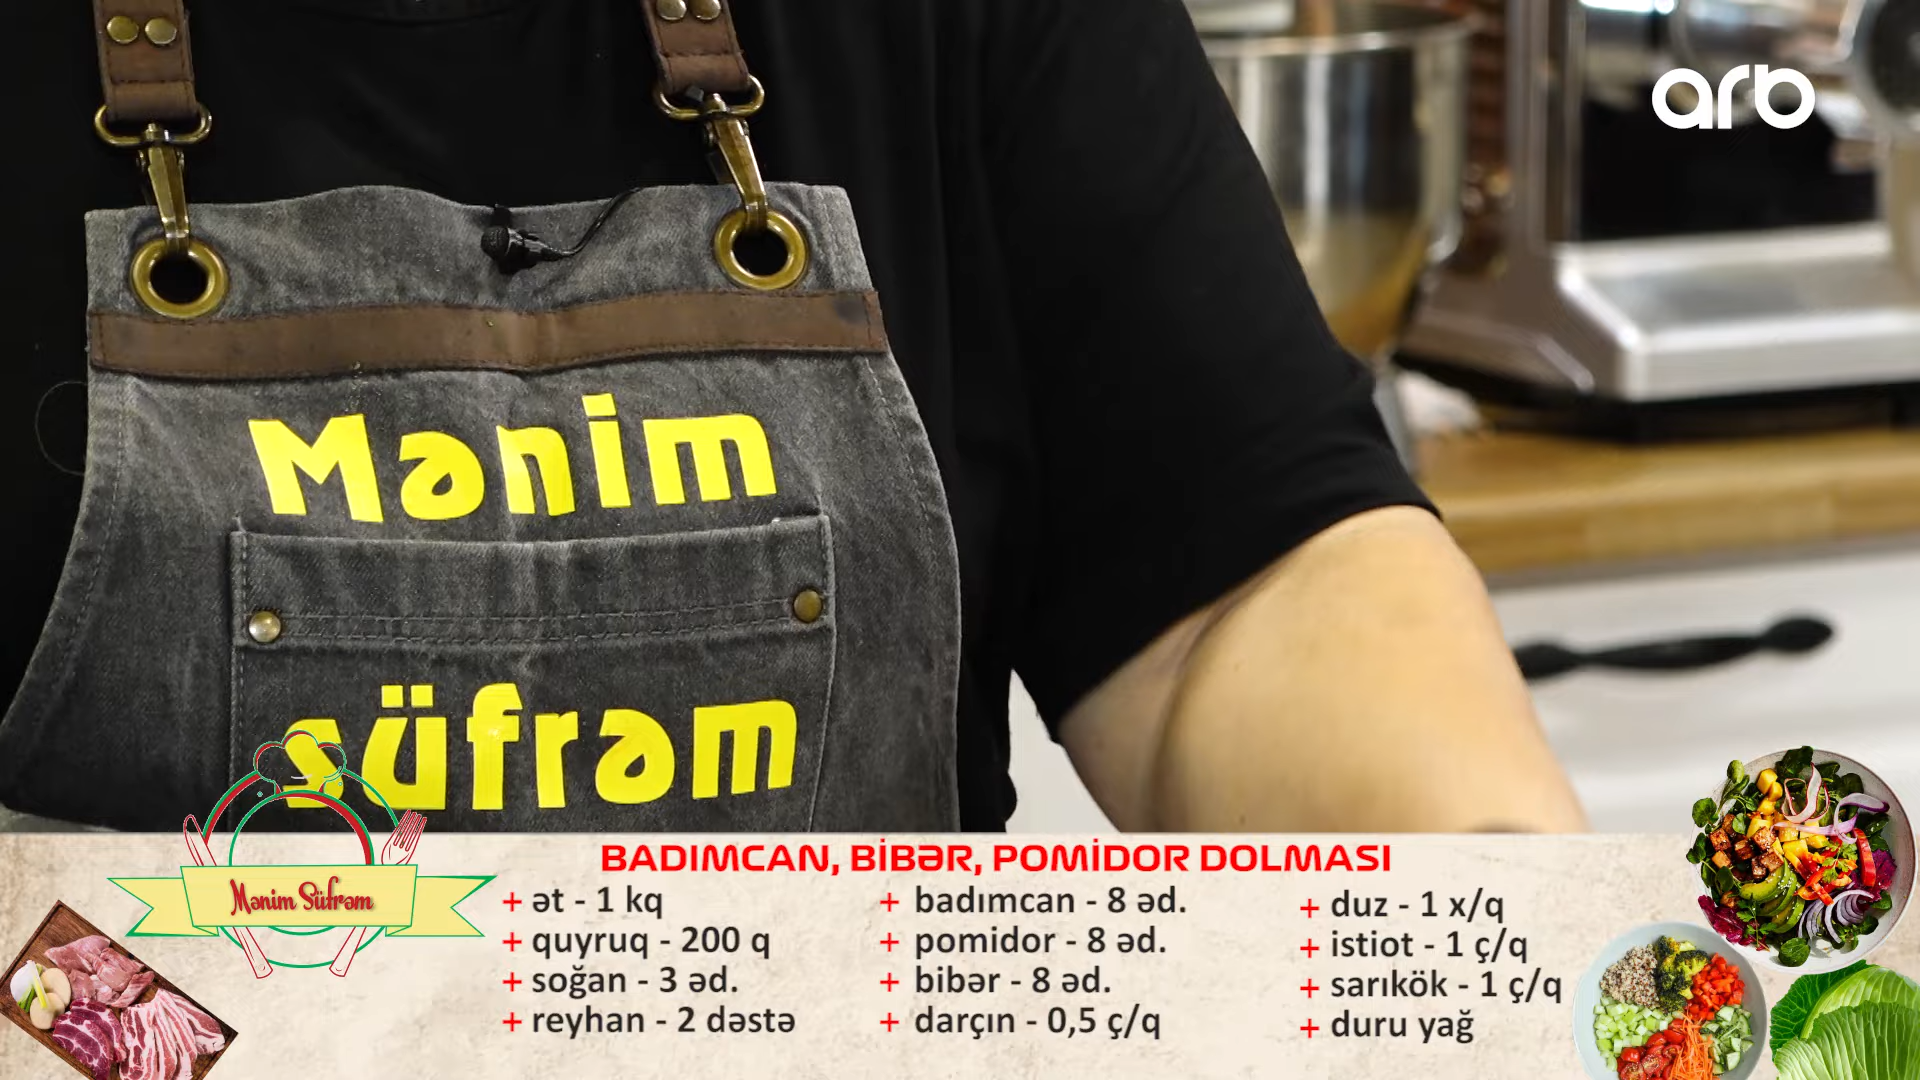 arb
Mənim
süfrəm
Mənim Süfrəm
BADIMCAN, BİBƏR, POMİDOR DOLMASI
+ ət - 1 kq
+ quyruq - 200 q
+ soğan - 3 əd.
+ reyhan - 2 dəstə
+ badımcan - 8 əd.
+ pomidor - 8 əd.
+ bibər - 8 əd.
+ darçın - 0,5 ç/q
+ duz - 1 x/q
+ istiot - 1 ç/q
+ sarıkök - 1 ç/q
+ duru yağ